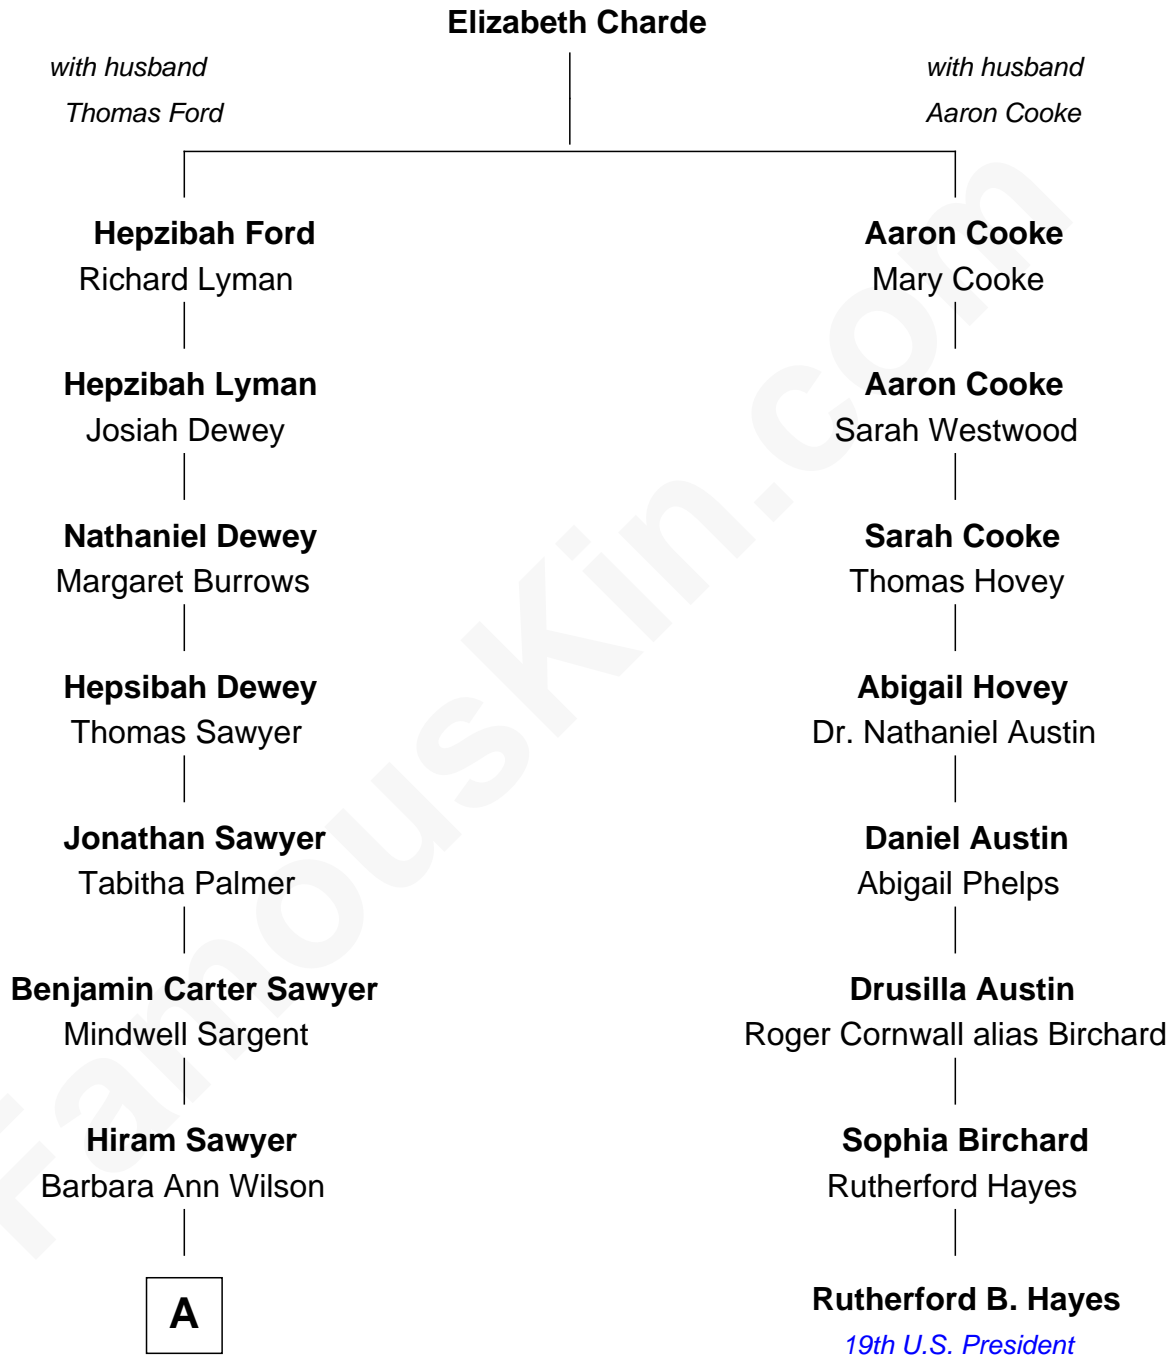 Elizabeth Charde
with husband
Thomas Ford
with husband
Aaron Cooke
Hepzibah Ford
Richard Lyman
Hepzibah Lyman
Josiah Dewey
Nathaniel Dewey
Margaret Burrows
Hepsibah Dewey
Thomas Sawyer
Jonathan Sawyer
Tabitha Palmer
Benjamin Carter Sawyer
Mindwell Sargent
Hiram Sawyer
Barbara Ann Wilson
A
Aaron Cooke
Mary Cooke
Aaron Cooke
Sarah Westwood
Sarah Cooke
Thomas Hovey
Abigail Hovey
Dr. Nathaniel Austin
Daniel Austin
Abigail Phelps
Drusilla Austin
Roger Cornwall alias Birchard
Sophia Birchard
Rutherford Hayes
Rutherford B. Hayes
19th U.S. President
FamousKin.com